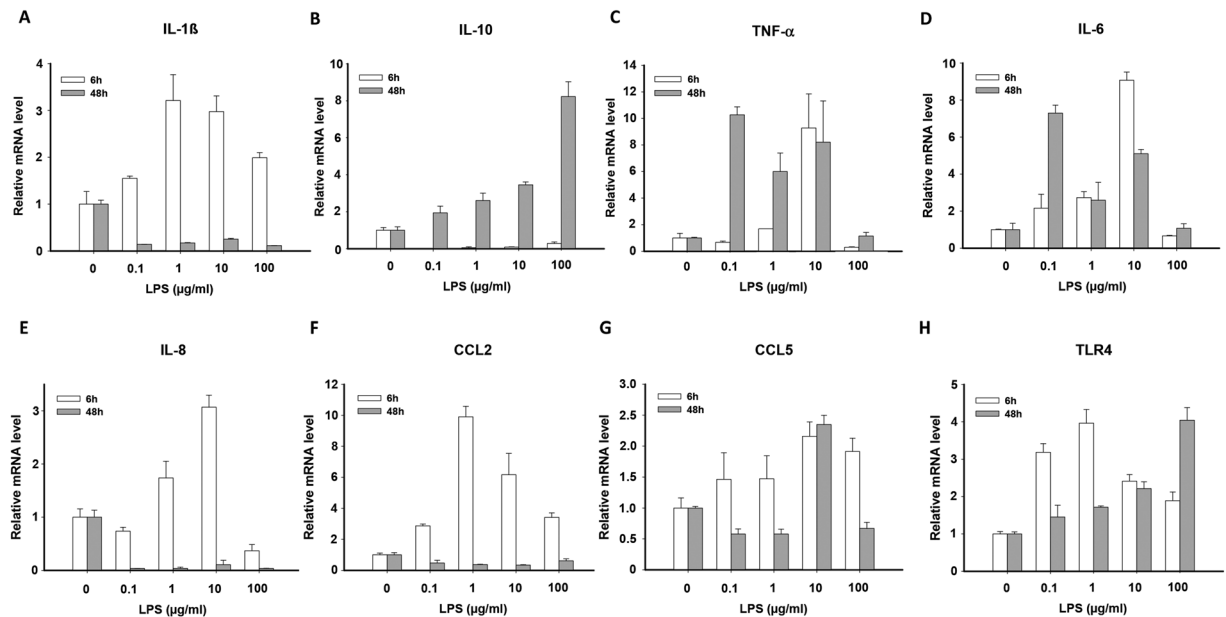 A
IL-1ß
Relative mRNA level
4
3
2
1
0
6h
48h
0 0.1 1 10 100
LPS (µg/ml)
B
IL-10
Relative mRNA level
10
8
6
4
2
0
6h
48h
0 0.1 1 10 100
LPS (µg/ml)
C
TNF-α
Relative mRNA level
14
12
10
8
6
4
2
0
6h
48h
0 0.1 1 10 100
LPS (µg/ml)
D
IL-6
Relative mRNA level
10
8
6
4
2
0
6h
48h
0 0.1 1 10 100
LPS (µg/ml)
E
IL-8
Relative mRNA level
3
2
1
0
6h
48h
0 0.1 1 10 100
LPS (µg/ml)
F
CCL2
Relative mRNA level
12
10
8
6
4
2
0
6h
48h
0 0.1 1 10 100
LPS (µg/ml)
G
CCL5
Relative mRNA level
3.0
2.5
2.0
1.5
1.0
0.5
0.0
6h
48h
0 0.1 1 10 100
LPS (µg/ml)
H
TLR4
Relative mRNA level
5
4
3
2
1
0
6h
48h
0 0.1 1 10 100
LPS (µg/ml)